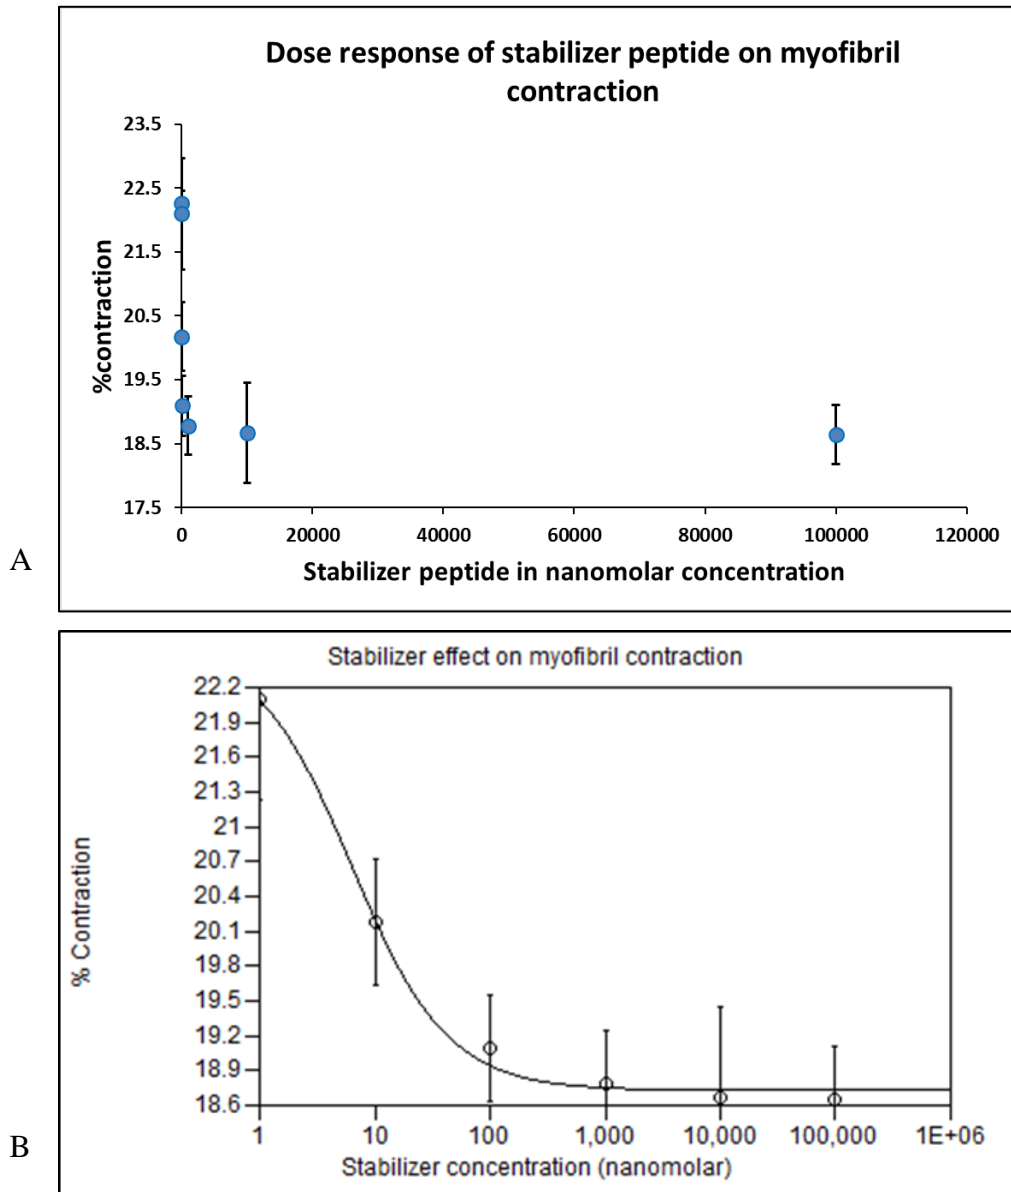 Dose response of stabilizer peptide on myofibril
contraction
23.5
22.5
21.5
20.5
19.5
18.5
17.5
%contraction
0 20000 40000 60000 80000 100000 120000
Stabilizer peptide in nanomolar concentration
A
Stabilizer effect on myofibril contraction
22.2
21.9
21.6
21.3
21
20.7
20.4
20.1
19.8
19.5
19.2
18.9
18.6
% Contraction
1 10 100 1,000 10,000 100,000 1E+06
Stabilizer concentration (nanomolar)
B